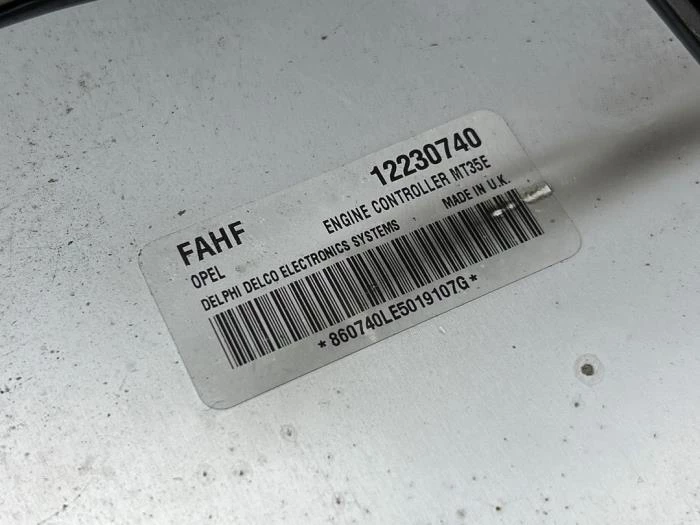 FAHF 12230740
OPEL ENGINE CONTROLLER MT35E
DELPHI DELCO ELECTRONICS SYSTEMS MADE IN U.K.
*860740LE5019107G*